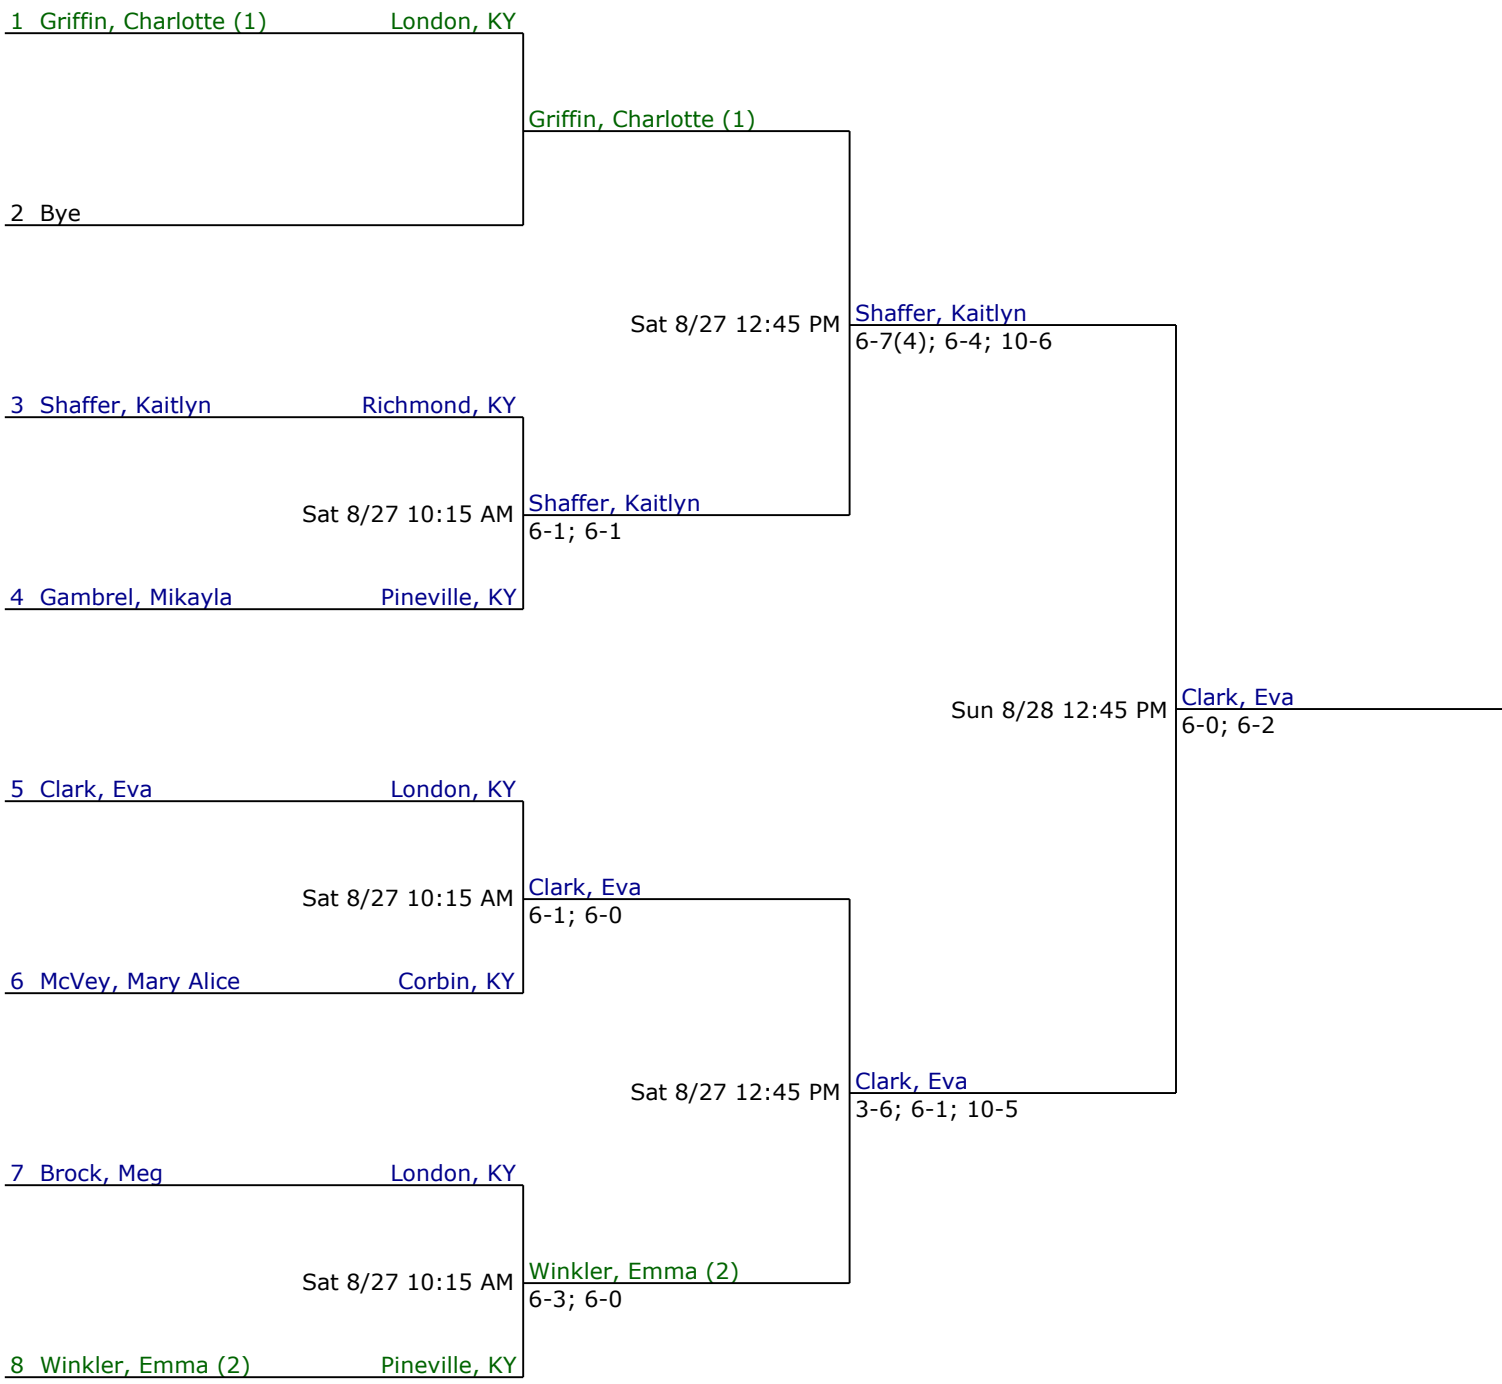 1 Griffin, Charlotte (1) London, KY
Griffin, Charlotte (1)
2 Bye
Sat 8/27 12:45 PM
Shaffer, Kaitlyn
6-7(4); 6-4; 10-6
3 Shaffer, Kaitlyn Richmond, KY
Sat 8/27 10:15 AM
Shaffer, Kaitlyn
6-1; 6-1
4 Gambrel, Mikayla Pineville, KY
Sun 8/28 12:45 PM
Clark, Eva
6-0; 6-2
5 Clark, Eva London, KY
Sat 8/27 10:15 AM
Clark, Eva
6-1; 6-0
6 McVey, Mary Alice Corbin, KY
Sat 8/27 12:45 PM
Clark, Eva
3-6; 6-1; 10-5
7 Brock, Meg London, KY
Sat 8/27 10:15 AM
Winkler, Emma (2)
6-3; 6-0
8 Winkler, Emma (2) Pineville, KY